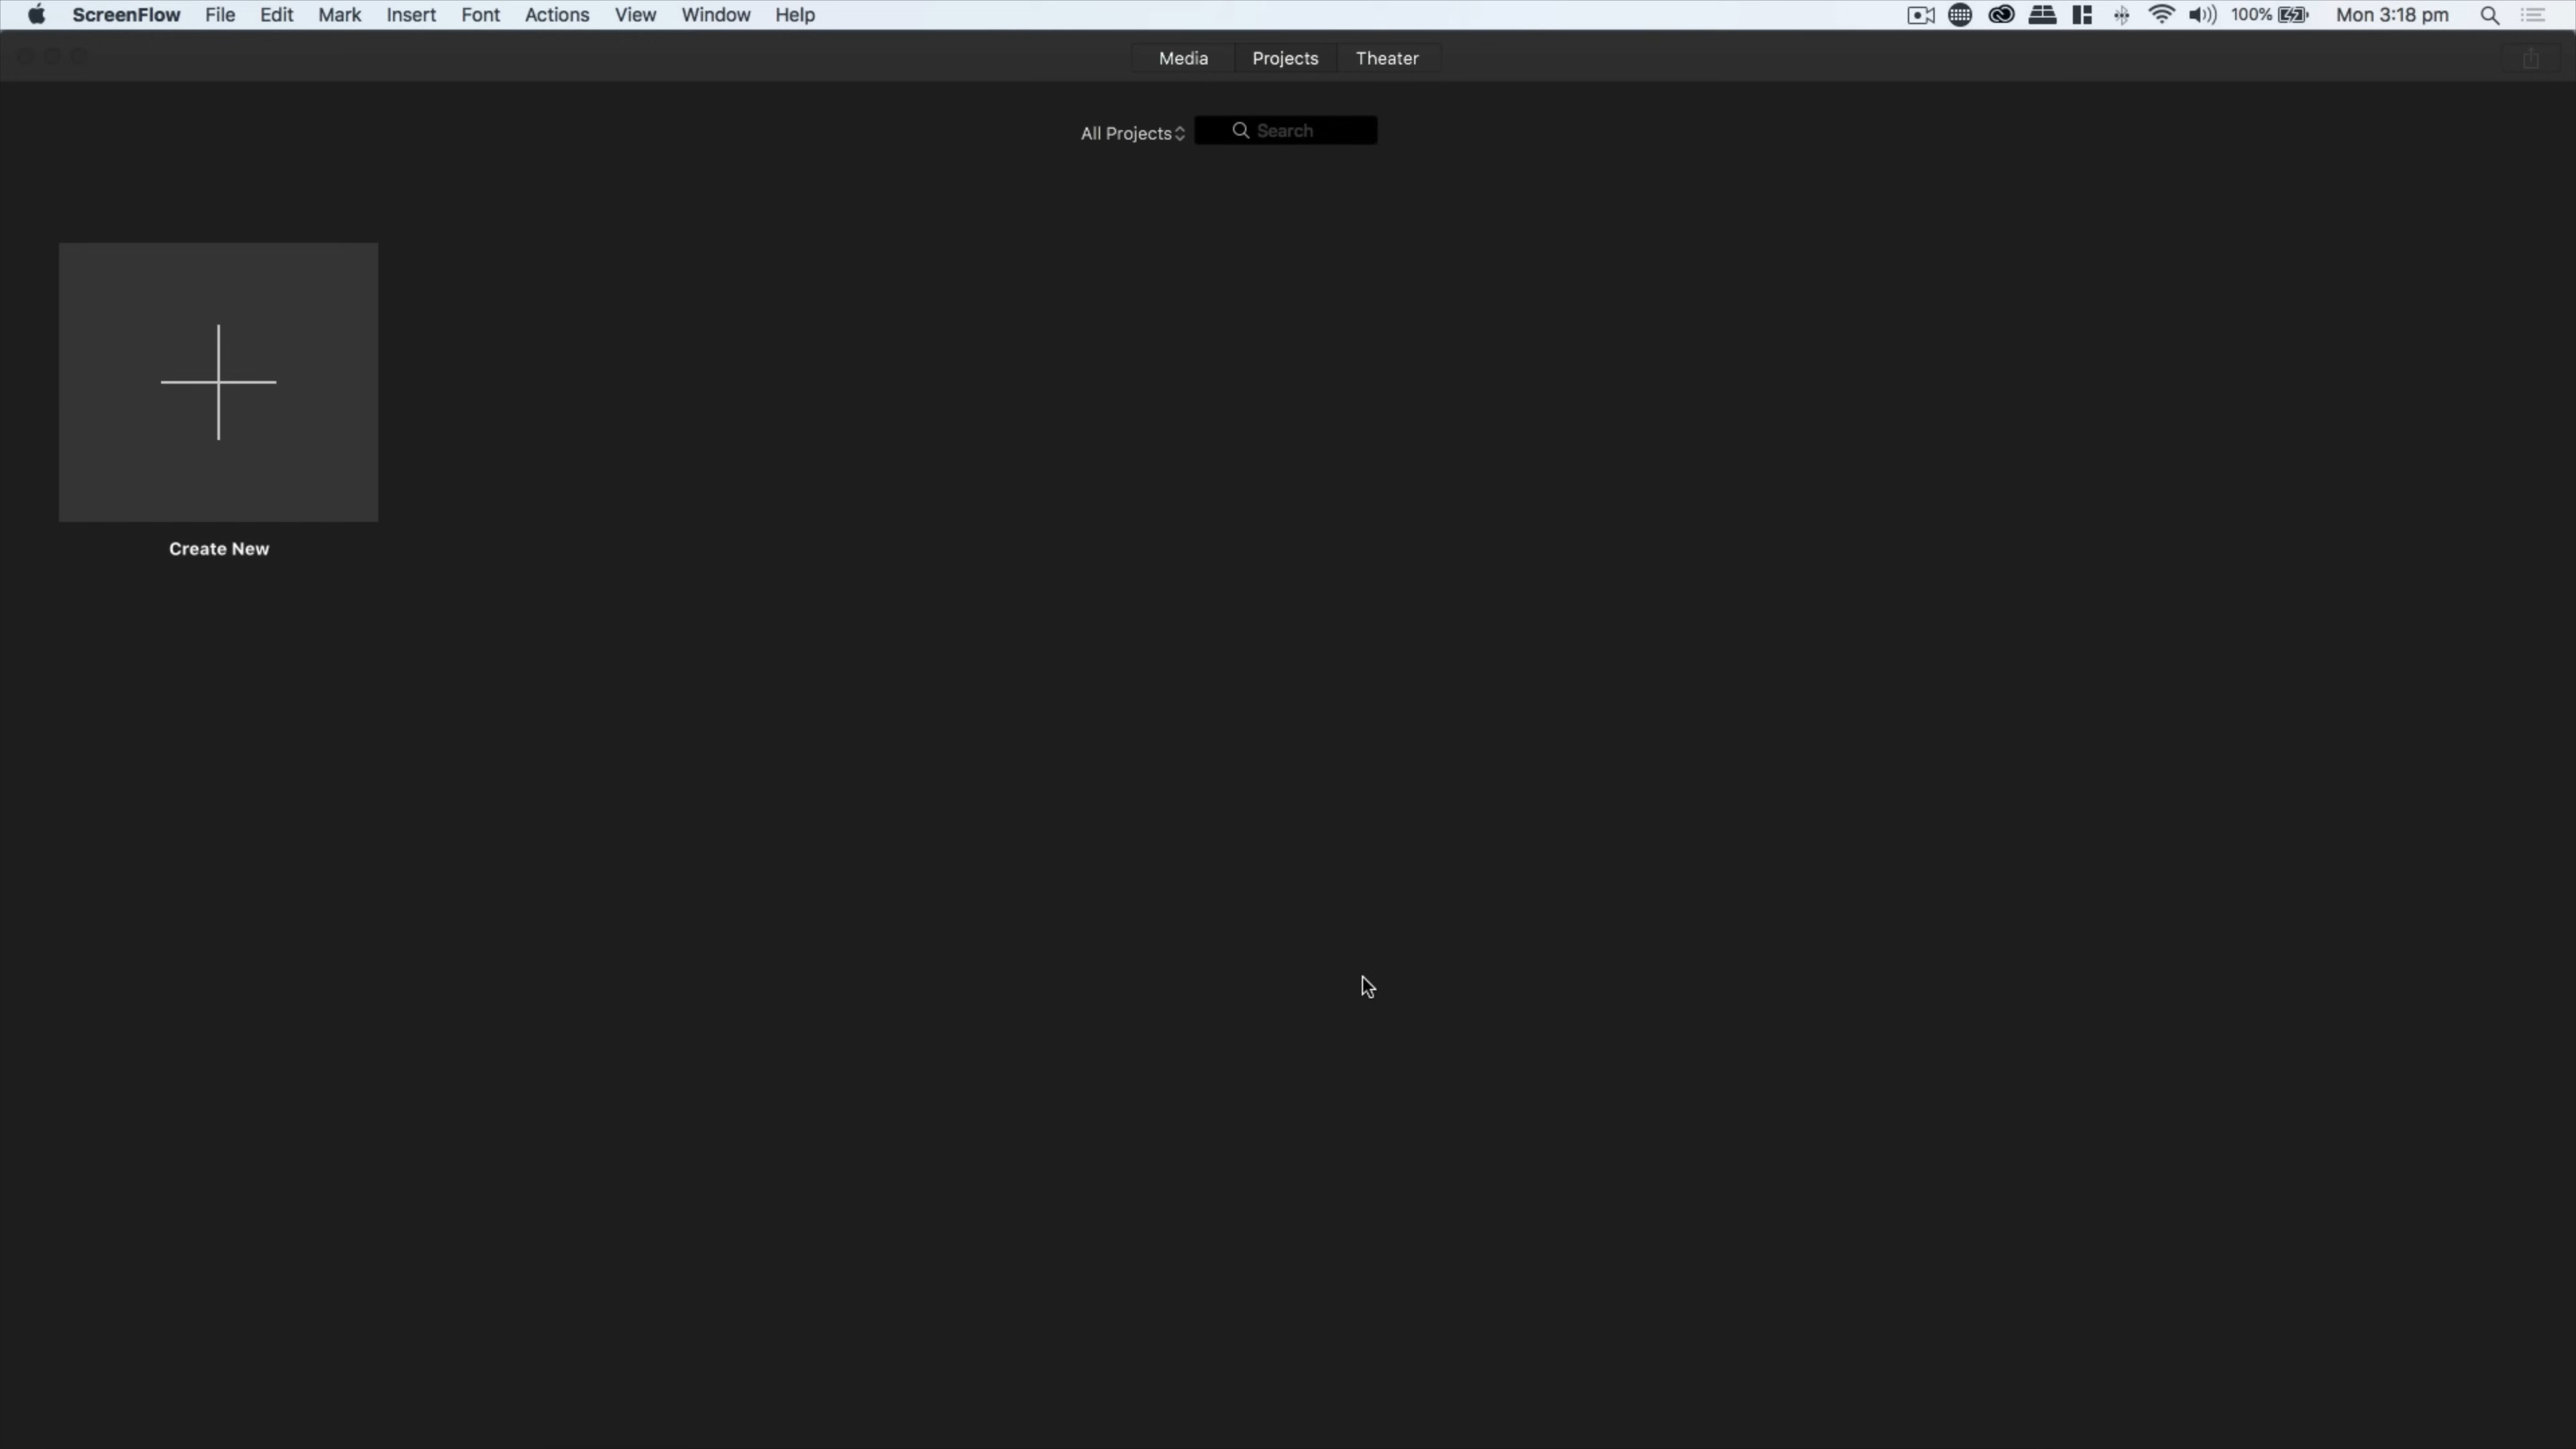 ScreenFlow File Edit Mark Insert Font Actions View Window Help 100% Mon 3:18 pm
Media Projects Theater
All Projects Search
Create New